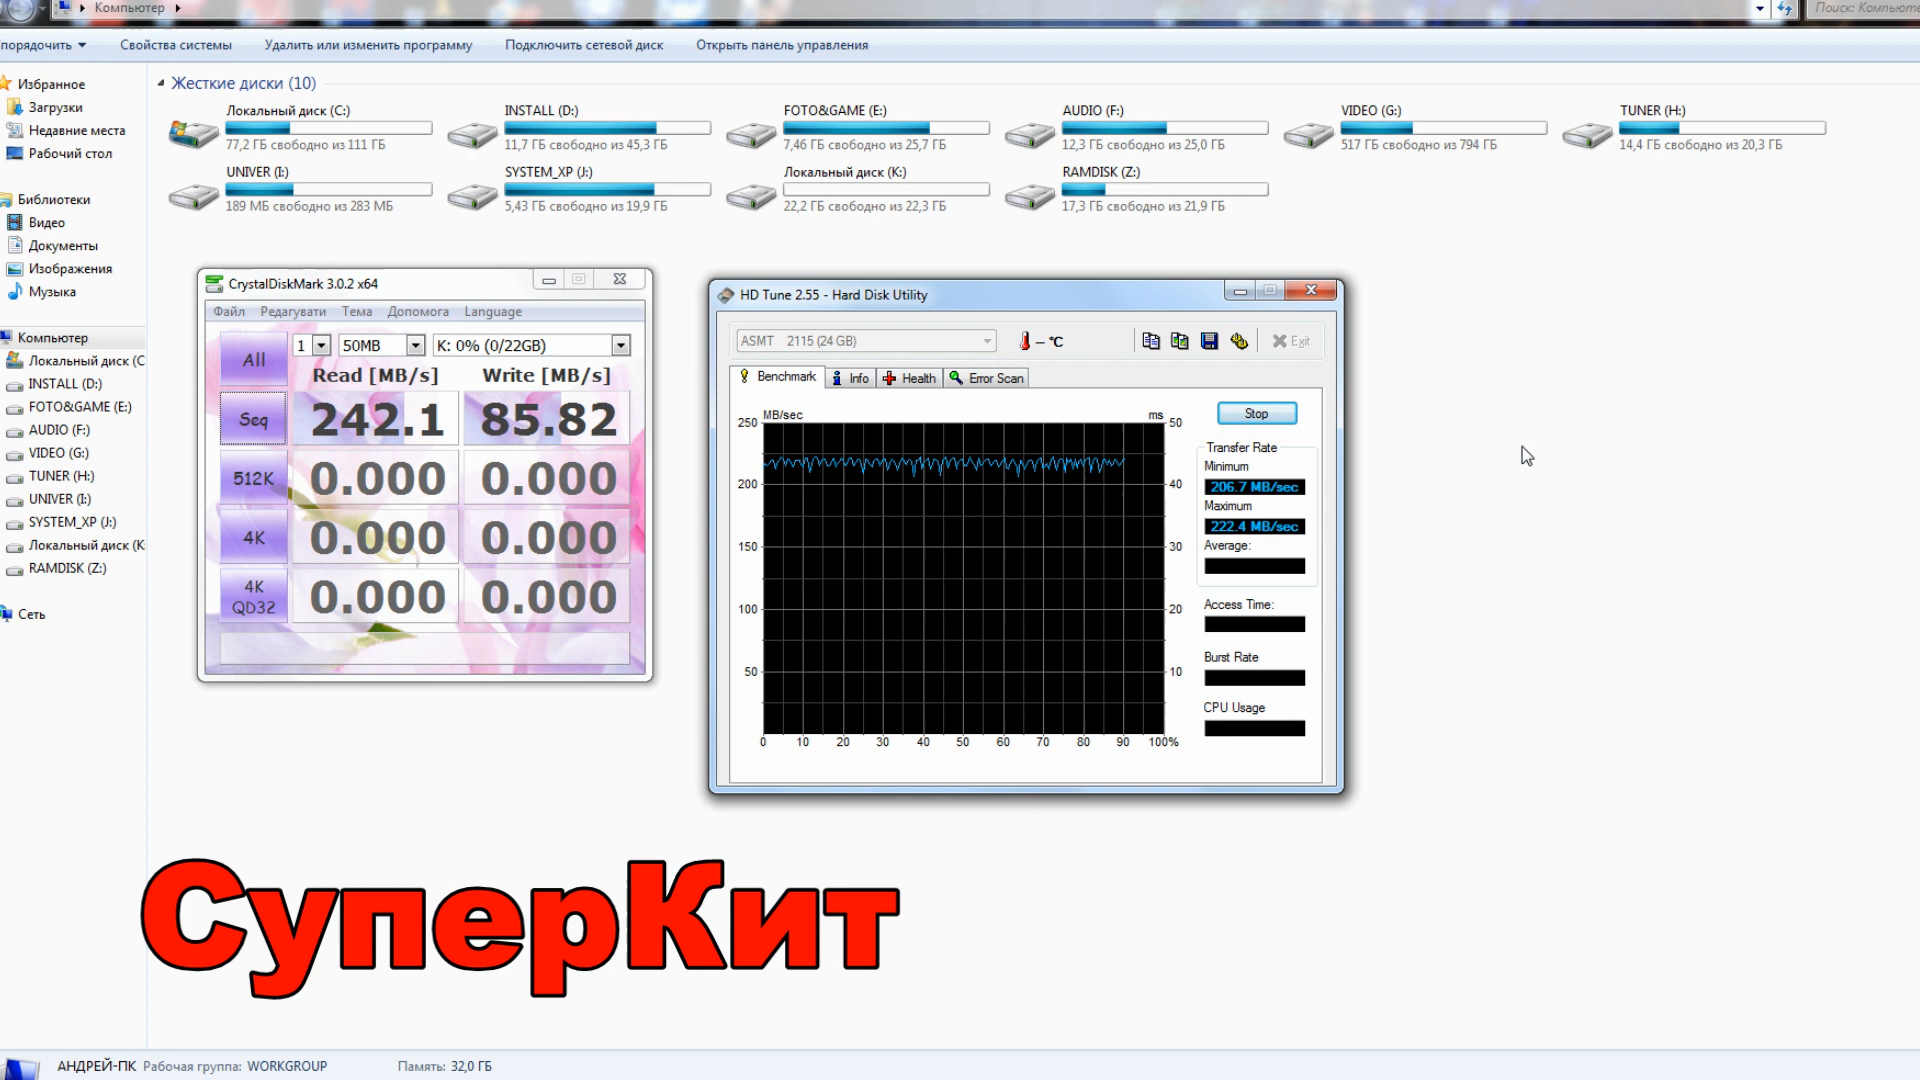 Компьютер
Поиск: Компьюте
порядочить
Свойства системы
Удалить или изменить программу
Подключить сетевой диск
Открыть панель управления
Избранное
Загрузки
Недавние места
Рабочий стол
Библиотеки
Видео
Документы
Изображения
Музыка
Компьютер
Локальный диск (C
INSTALL (D:)
FOTO&GAME (E:)
AUDIO (F:)
VIDEO (G:)
TUNER (H:)
UNIVER (I:)
SYSTEM_XP (J:)
Локальный диск (K:
RAMDISK (Z:)
Сеть
Жесткие диски (10)
Локальный диск (C:)
77,2 ГБ свободно из 111 ГБ
INSTALL (D:)
11,7 ГБ свободно из 45,3 ГБ
FOTO&GAME (E:)
7,46 ГБ свободно из 25,7 ГБ
AUDIO (F:)
12,3 ГБ свободно из 25,0 ГБ
VIDEO (G:)
517 ГБ свободно из 794 ГБ
TUNER (H:)
14,4 ГБ свободно из 20,3 ГБ
UNIVER (I:)
189 МБ свободно из 283 МБ
SYSTEM_XP (J:)
5,43 ГБ свободно из 19,9 ГБ
Локальный диск (K:)
22,2 ГБ свободно из 22,3 ГБ
RAMDISK (Z:)
17,3 ГБ свободно из 21,9 ГБ
CrystalDiskMark 3.0.2 x64
Файл Редагувати Тема Допомога Language
All 1 50MB K: 0% (0/22GB)
Read [MB/s] Write [MB/s]
Seq 242.1 85.82
512K 0.000 0.000
4K 0.000 0.000
4K QD32 0.000 0.000
HD Tune 2.55 - Hard Disk Utility
ASMT 2115 (24 GB)
– °C
Exit
Benchmark Info Health Error Scan
MB/sec ms
250 50
200 40
150 30
100 20
50 10
0 10 20 30 40 50 60 70 80 90 100%
Stop
Transfer Rate
Minimum
206.7 MB/sec
Maximum
222.4 MB/sec
Average:
Access Time:
Burst Rate
CPU Usage
СуперКит
АНДРЕЙ-ПК Рабочая группа: WORKGROUP Память: 32,0 ГБ